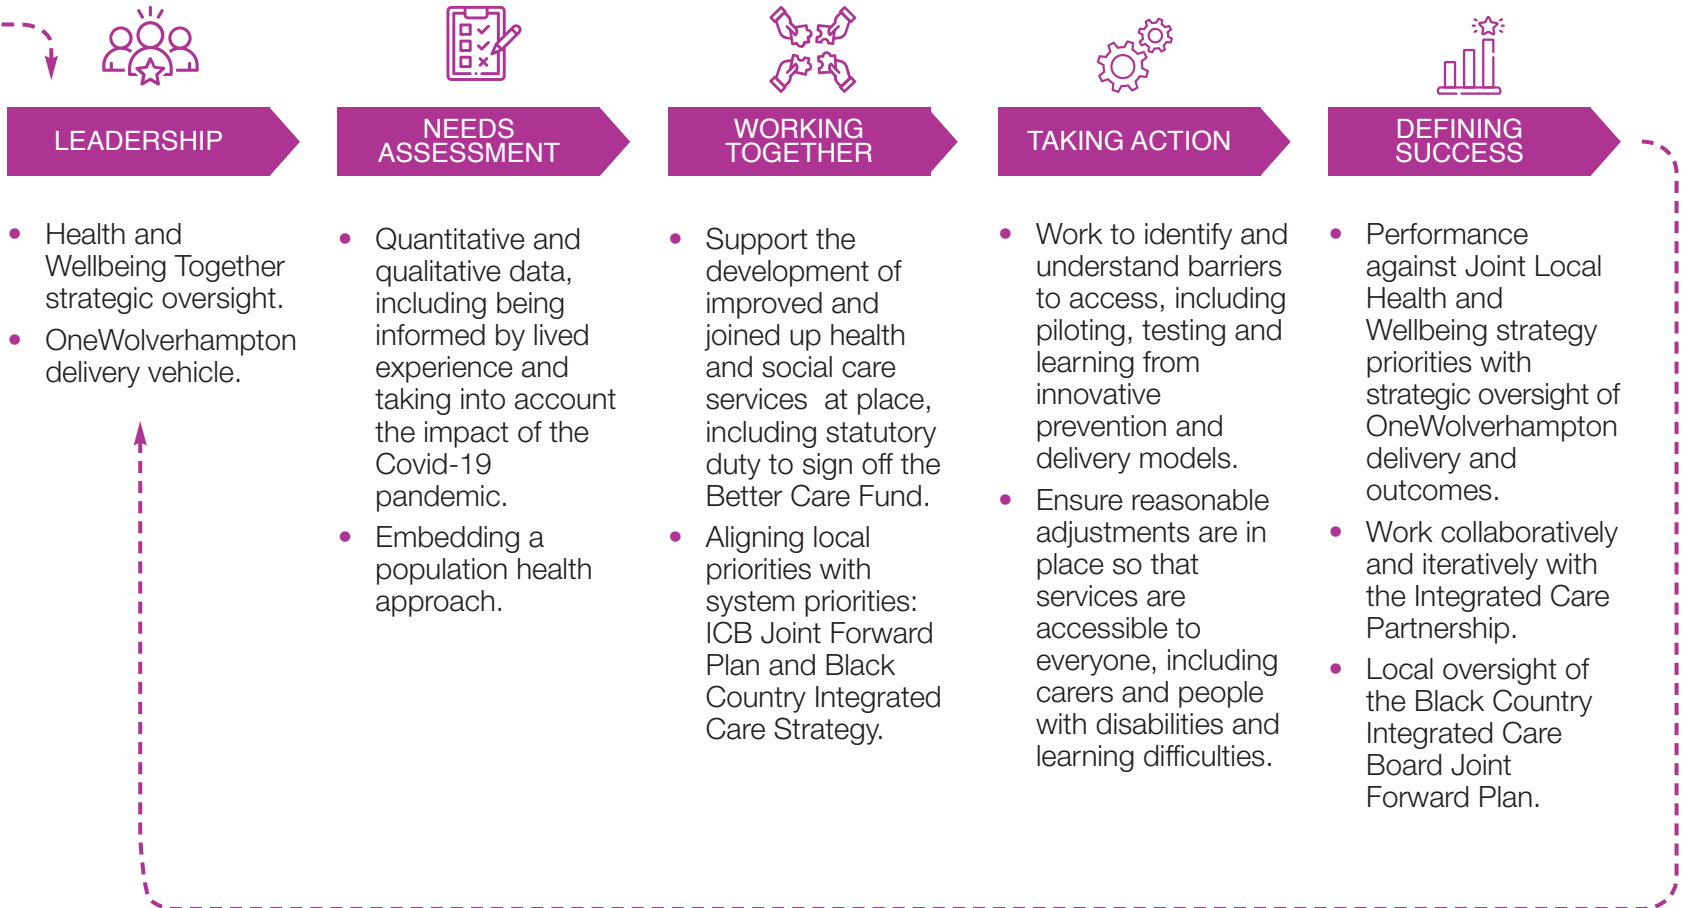 LEADERSHIP
Health and
Wellbeing Together
strategic oversight.
OneWolverhampton
delivery vehicle.
NEEDS
ASSESSMENT
Quantitative and
qualitative data,
including being
informed by lived
experience and
taking into account
the impact of the
Covid-19
pandemic.
Embedding a
population health
approach.
WORKING
TOGETHER
Support the
development of
improved and
joined up health
and social care
services at place,
including statutory
duty to sign off the
Better Care Fund.
Aligning local
priorities with
system priorities:
ICB Joint Forward
Plan and Black
Country Integrated
Care Strategy.
TAKING ACTION
Work to identify and
understand barriers
to access, including
piloting, testing and
learning from
innovative
prevention and
delivery models.
Ensure reasonable
adjustments are in
place so that
services are
accessible to
everyone, including
carers and people
with disabilities and
learning difficulties.
DEFINING
SUCCESS
Performance
against Joint Local
Health and
Wellbeing strategy
priorities with
strategic oversight of
OneWolverhampton
delivery and
outcomes.
Work collaboratively
and iteratively with
the Integrated Care
Partnership.
Local oversight of
the Black Country
Integrated Care
Board Joint
Forward Plan.